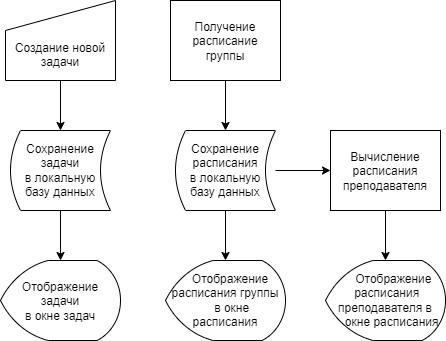 Создание новой
задачи
Получение
расписание
группы
Сохранение
задачи
в локальную
базу данных
Сохранение
расписания
в локальную
базу данных
Вычисление
расписания
преподавателя
Отображение
задачи
в окне задач
Отображение
расписания группы
в окне
расписания
Отображение
расписания
преподавателя в
окне расписания